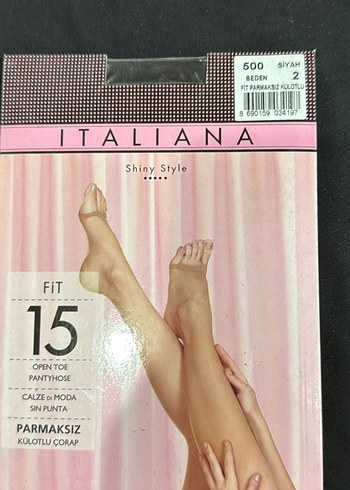 500 SİYAH
BEDEN 2
FİT PARMAKSIZ KÜLOTLU
8 690159 034197
ITALIANA
Shiny Style
FiT
15
OPEN TOE
PANTYHOSE
CALZE DI MODA
SIN PUNTA
PARMAKSIZ
KÜLOTLU ÇORAP